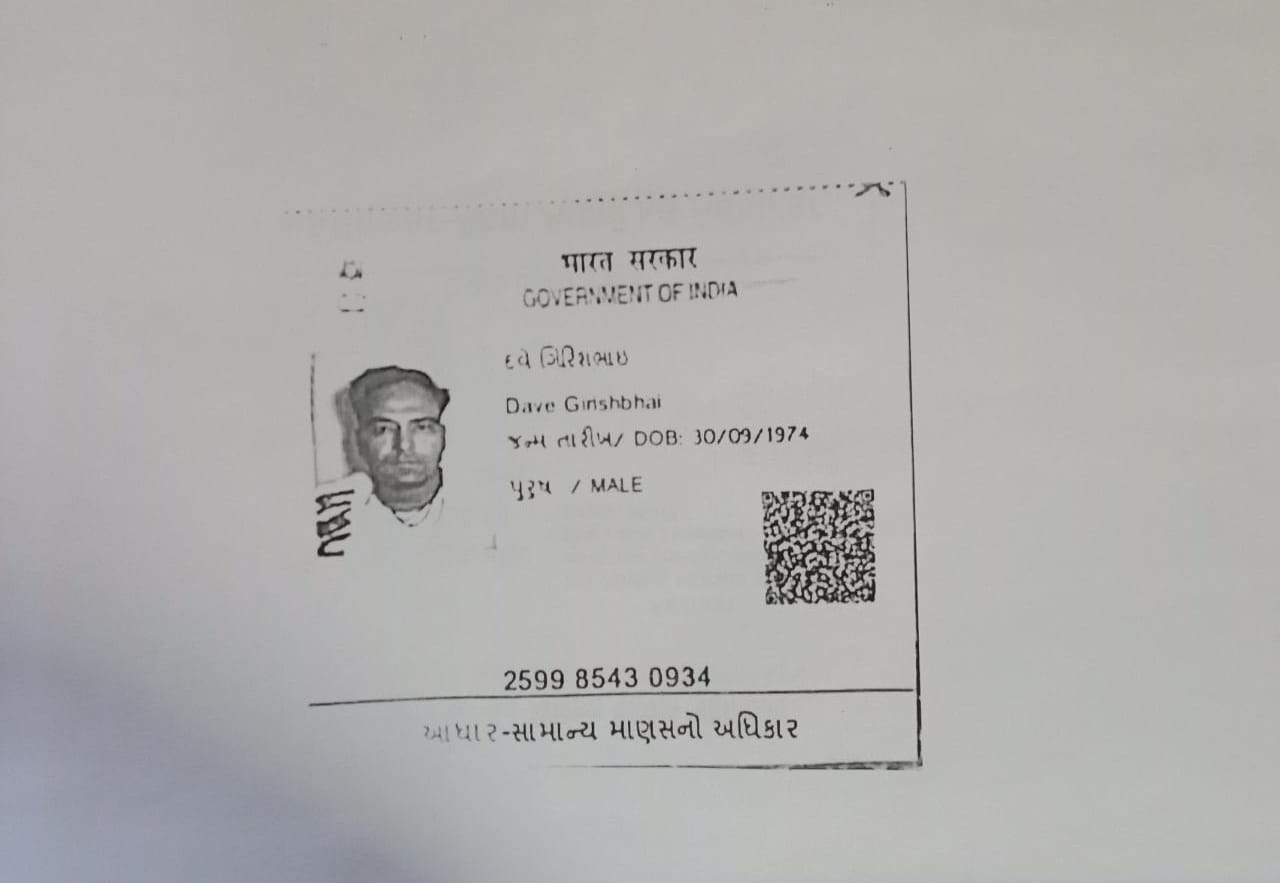 भारत सरकार
GOVERNMENT OF INDIA
દવે ગિરિશભાઇ
Dave Girishbhai
જન્મ તારીખ/ DOB: 30/09/1974
પુરુષ / MALE
2599 8543 0934
આધાર-સામાન્ય માણસનો અધિકાર